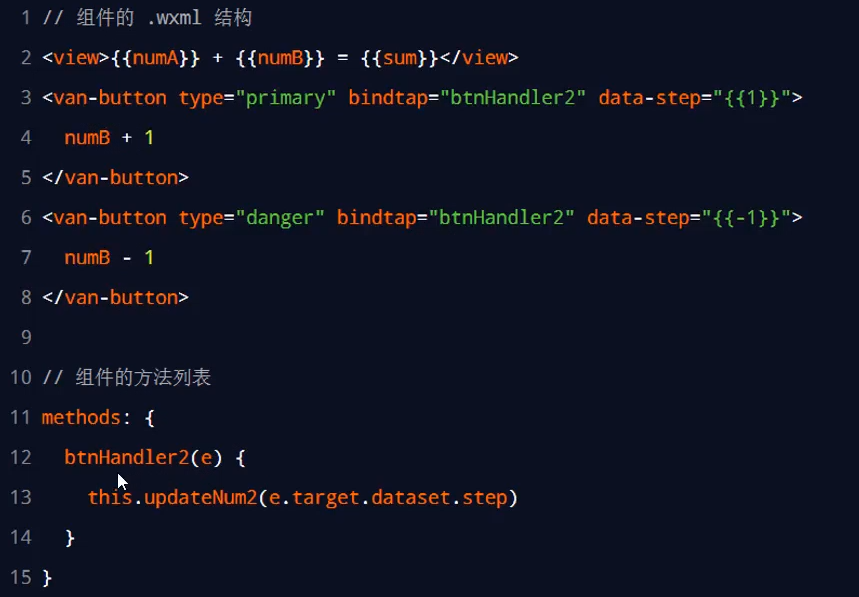 1 // 组件的 .wxml 结构
2 <view>{{numA}} + {{numB}} = {{sum}}</view>
3 <van-button type="primary" bindtap="btnHandler2" data-step="{{1}}">
4   numB + 1
5 </van-button>
6 <van-button type="danger" bindtap="btnHandler2" data-step="{{-1}}">
7   numB - 1
8 </van-button>
9
10 // 组件的方法列表
11 methods: {
12   btnHandler2(e) {
13     this.updateNum2(e.target.dataset.step)
14   }
15 }